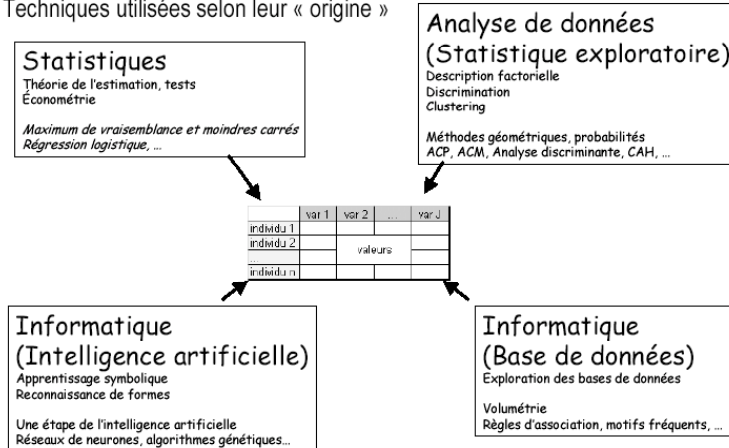 Techniques utilisées selon leur « origine »
Statistiques
Théorie de l'estimation, tests
Économétrie
Maximum de vraisemblance et moindres carrés
Régression logistique, ...
Analyse de données
(Statistique exploratoire)
Description factorielle
Discrimination
Clustering
Méthodes géométriques, probabilités
ACP, ACM, Analyse discriminante, CAH, ...
var 1 var 2 ... var J
individu 1
individu 2
valeurs
...
individu n
Informatique
(Intelligence artificielle)
Apprentissage symbolique
Reconnaissance de formes
Une étape de l'intelligence artificielle
Réseaux de neurones, algorithmes génétiques...
Informatique
(Base de données)
Exploration des bases de données
Volumétrie
Règles d'association, motifs fréquents, ...